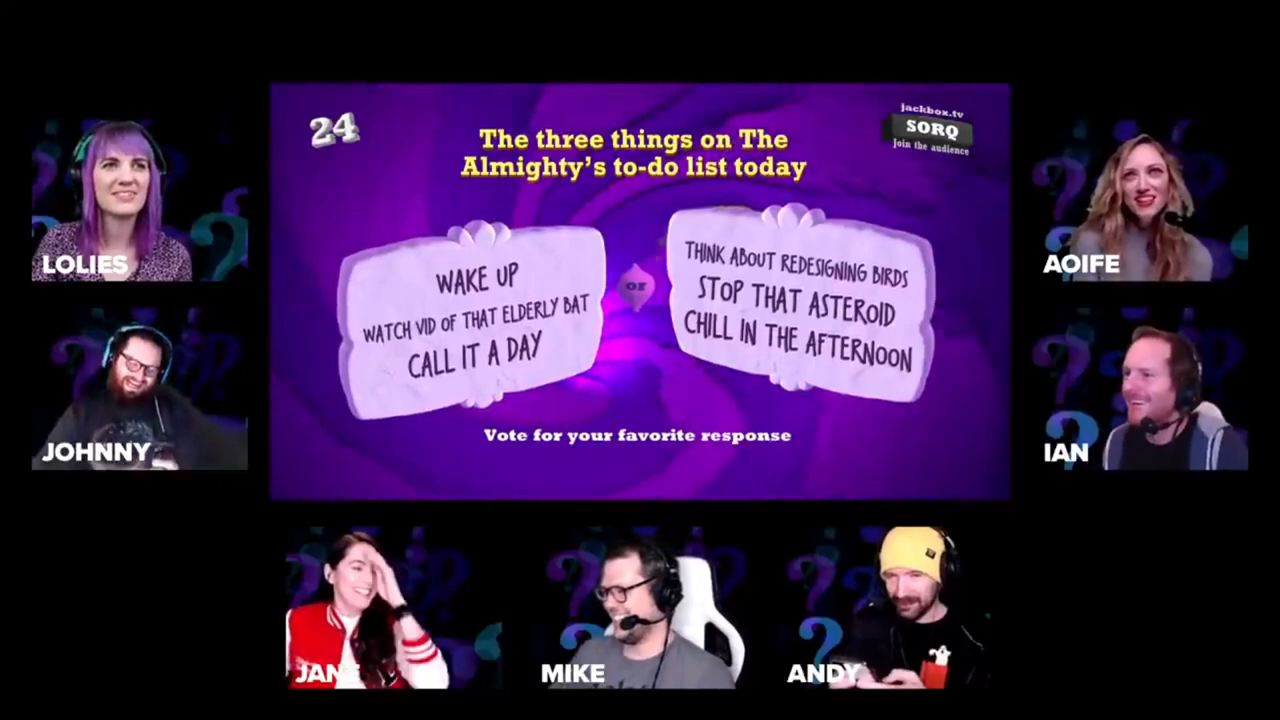 24
jackbox.tv
SORQ
Join the audience
The three things on The
Almighty's to-do list today
WAKE UP
WATCH VID OF THAT ELDERLY BAT
CALL IT A DAY
or
THINK ABOUT REDESIGNING BIRDS
STOP THAT ASTEROID
CHILL IN THE AFTERNOON
Vote for your favorite response
LOLIES
AOIFE
JOHNNY
IAN
JANE
MIKE
ANDY